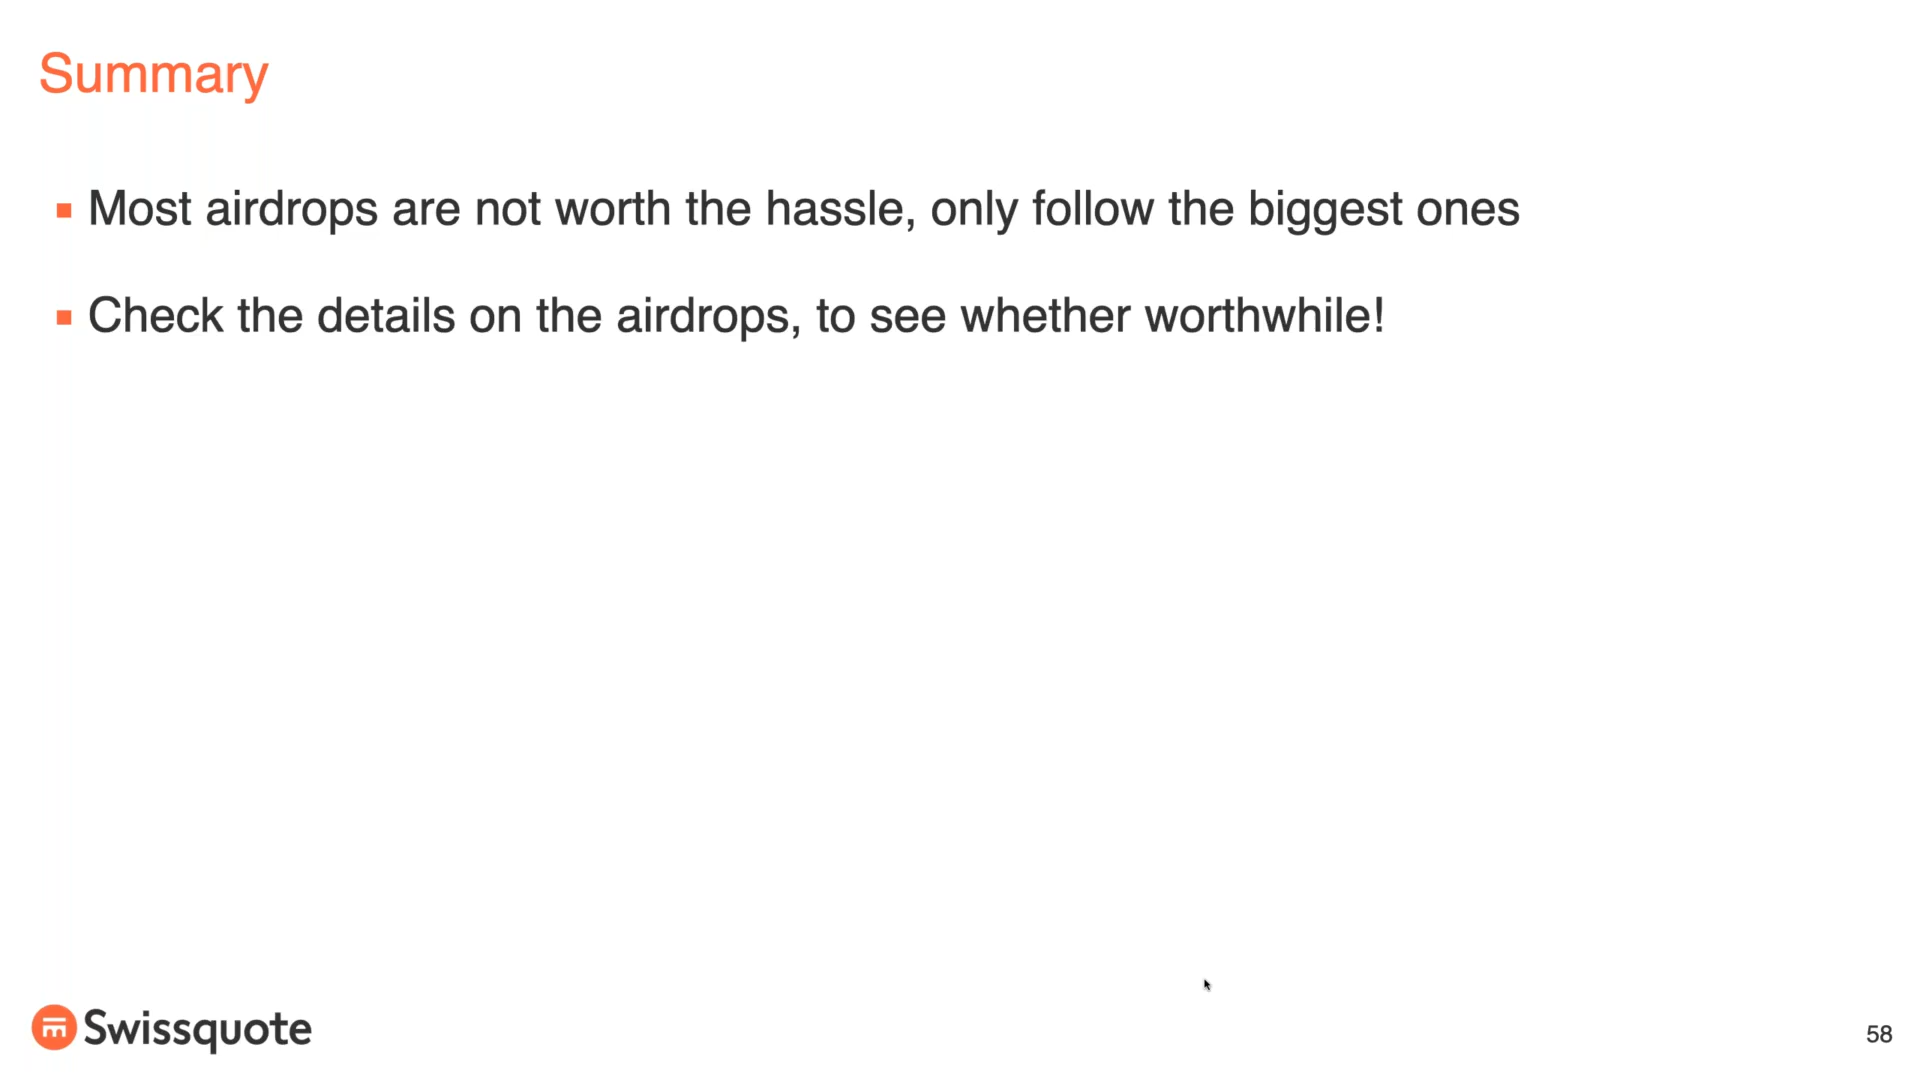 Summary
Most airdrops are not worth the hassle, only follow the biggest ones
Check the details on the airdrops, to see whether worthwhile!
Swissquote
58